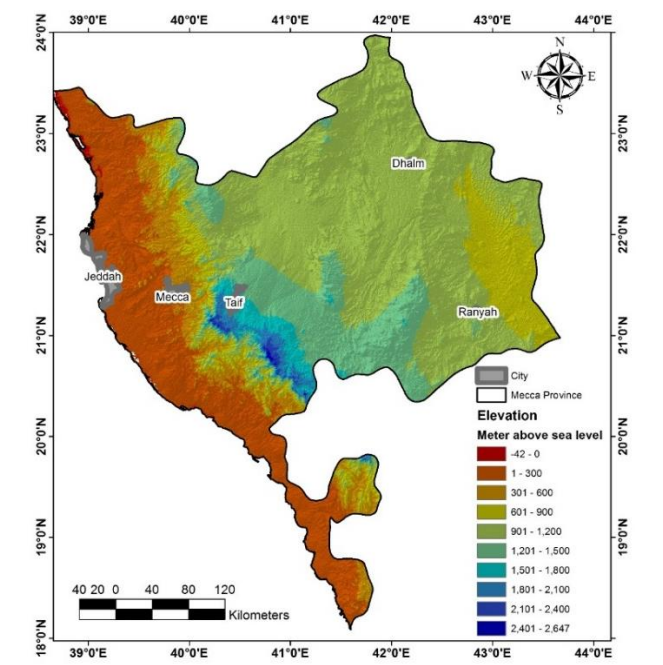 39°0'E 40°0'E 41°0'E 42°0'E 43°0'E 44°0'E
24°0'N
23°0'N
22°0'N
21°0'N
20°0'N
19°0'N
18°0'N
N
W E
S
Dhalm
Jeddah
Mecca
Taif
Ranyah
City
Mecca Province
Elevation
Meter above sea level
-42 - 0
1 - 300
301 - 600
601 - 900
901 - 1,200
1,201 - 1,500
1,501 - 1,800
1,801 - 2,100
2,101 - 2,400
2,401 - 2,647
40 20 0 40 80 120
Kilometers
24°0'N
23°0'N
22°0'N
21°0'N
20°0'N
19°0'N
18°0'N
39°0'E 40°0'E 41°0'E 42°0'E 43°0'E 44°0'E